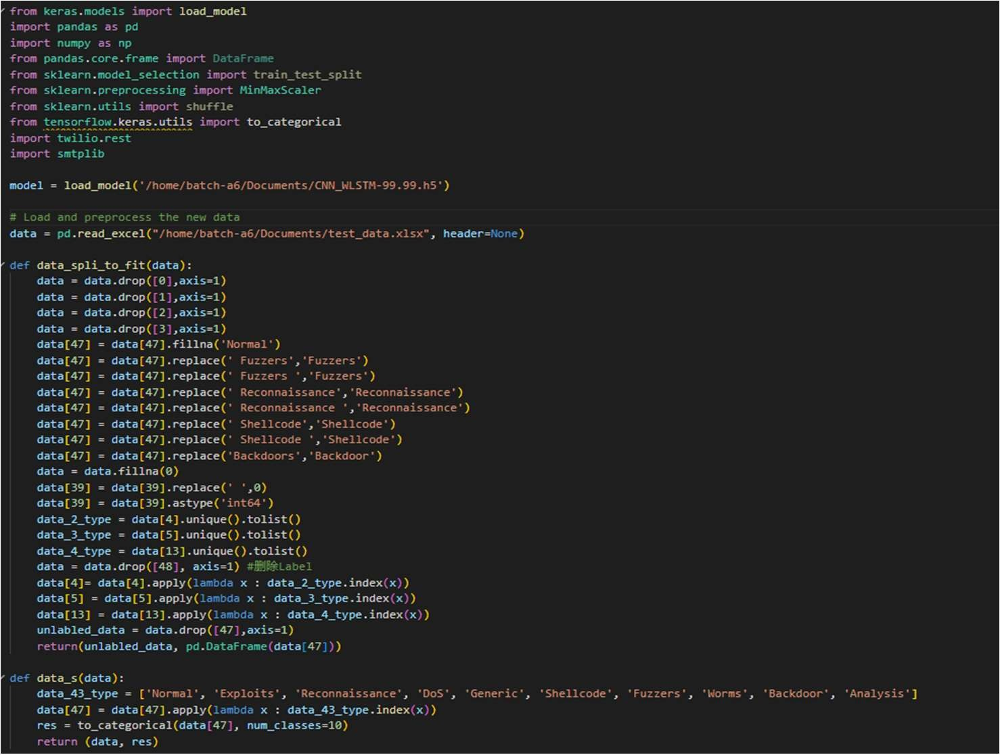 from keras.models import load_model
import pandas as pd
import numpy as np
from pandas.core.frame import DataFrame
from sklearn.model_selection import train_test_split
from sklearn.preprocessing import MinMaxScaler
from sklearn.utils import shuffle
from tensorflow.keras.utils import to_categorical
import twilio.rest
import smtplib
model = load_model('/home/batch-a6/Documents/CNN_WLSTM-99.99.h5')
# Load and preprocess the new data
data = pd.read_excel("/home/batch-a6/Documents/test_data.xlsx", header=None)
def data_spli_to_fit(data):
    data = data.drop([0],axis=1)
    data = data.drop([1],axis=1)
    data = data.drop([2],axis=1)
    data = data.drop([3],axis=1)
    data[47] = data[47].fillna('Normal')
    data[47] = data[47].replace(' Fuzzers','Fuzzers')
    data[47] = data[47].replace(' Fuzzers ','Fuzzers')
    data[47] = data[47].replace(' Reconnaissance','Reconnaissance')
    data[47] = data[47].replace(' Reconnaissance ','Reconnaissance')
    data[47] = data[47].replace(' Shellcode','Shellcode')
    data[47] = data[47].replace(' Shellcode ','Shellcode')
    data[47] = data[47].replace('Backdoors','Backdoor')
    data = data.fillna(0)
    data[39] = data[39].replace(' ',0)
    data[39] = data[39].astype('int64')
    data_2_type = data[4].unique().tolist()
    data_3_type = data[5].unique().tolist()
    data_4_type = data[13].unique().tolist()
    data = data.drop([48], axis=1) #删除Label
    data[4]= data[4].apply(lambda x : data_2_type.index(x))
    data[5] = data[5].apply(lambda x : data_3_type.index(x))
    data[13] = data[13].apply(lambda x : data_4_type.index(x))
    unlabled_data = data.drop([47],axis=1)
    return(unlabled_data, pd.DataFrame(data[47]))
def data_s(data):
    data_43_type = ['Normal', 'Exploits', 'Reconnaissance', 'DoS', 'Generic', 'Shellcode', 'Fuzzers', 'Worms', 'Backdoor', 'Analysis']
    data[47] = data[47].apply(lambda x : data_43_type.index(x))
    res = to_categorical(data[47], num_classes=10)
    return (data, res)